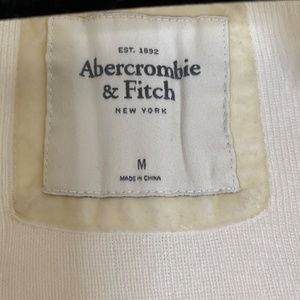 EST. 1892
Abercrombie
& Fitch
NEW YORK
M
MADE IN CHINA